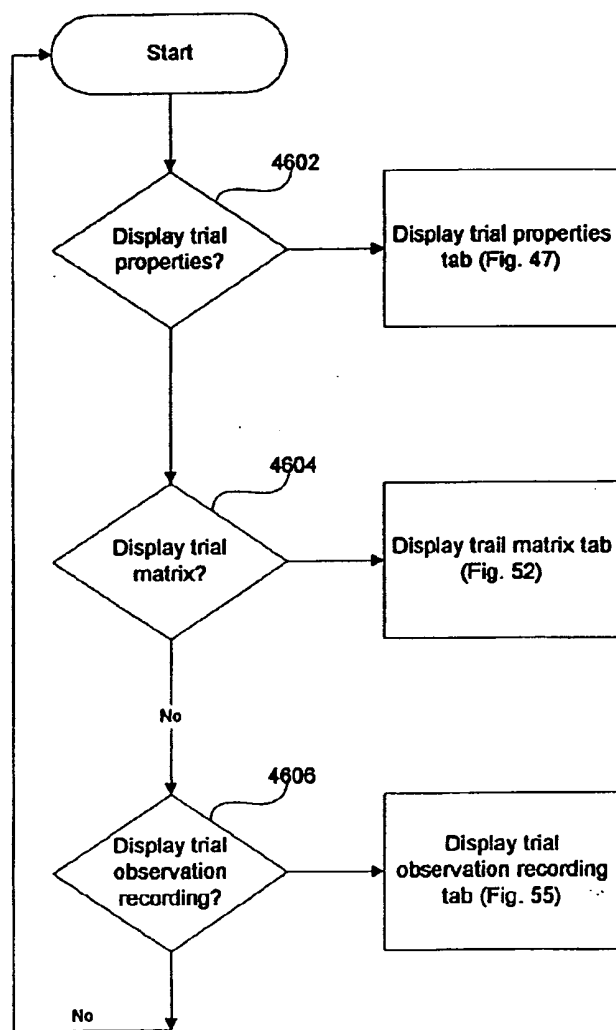 Start
4602
Display trial
properties?
Display trial properties
tab (Fig. 47)
4604
Display trial
matrix?
Display trail matrix tab
(Fig. 52)
No
4606
Display trial
observation
recording?
Display trial
observation recording
tab (Fig. 55)
No